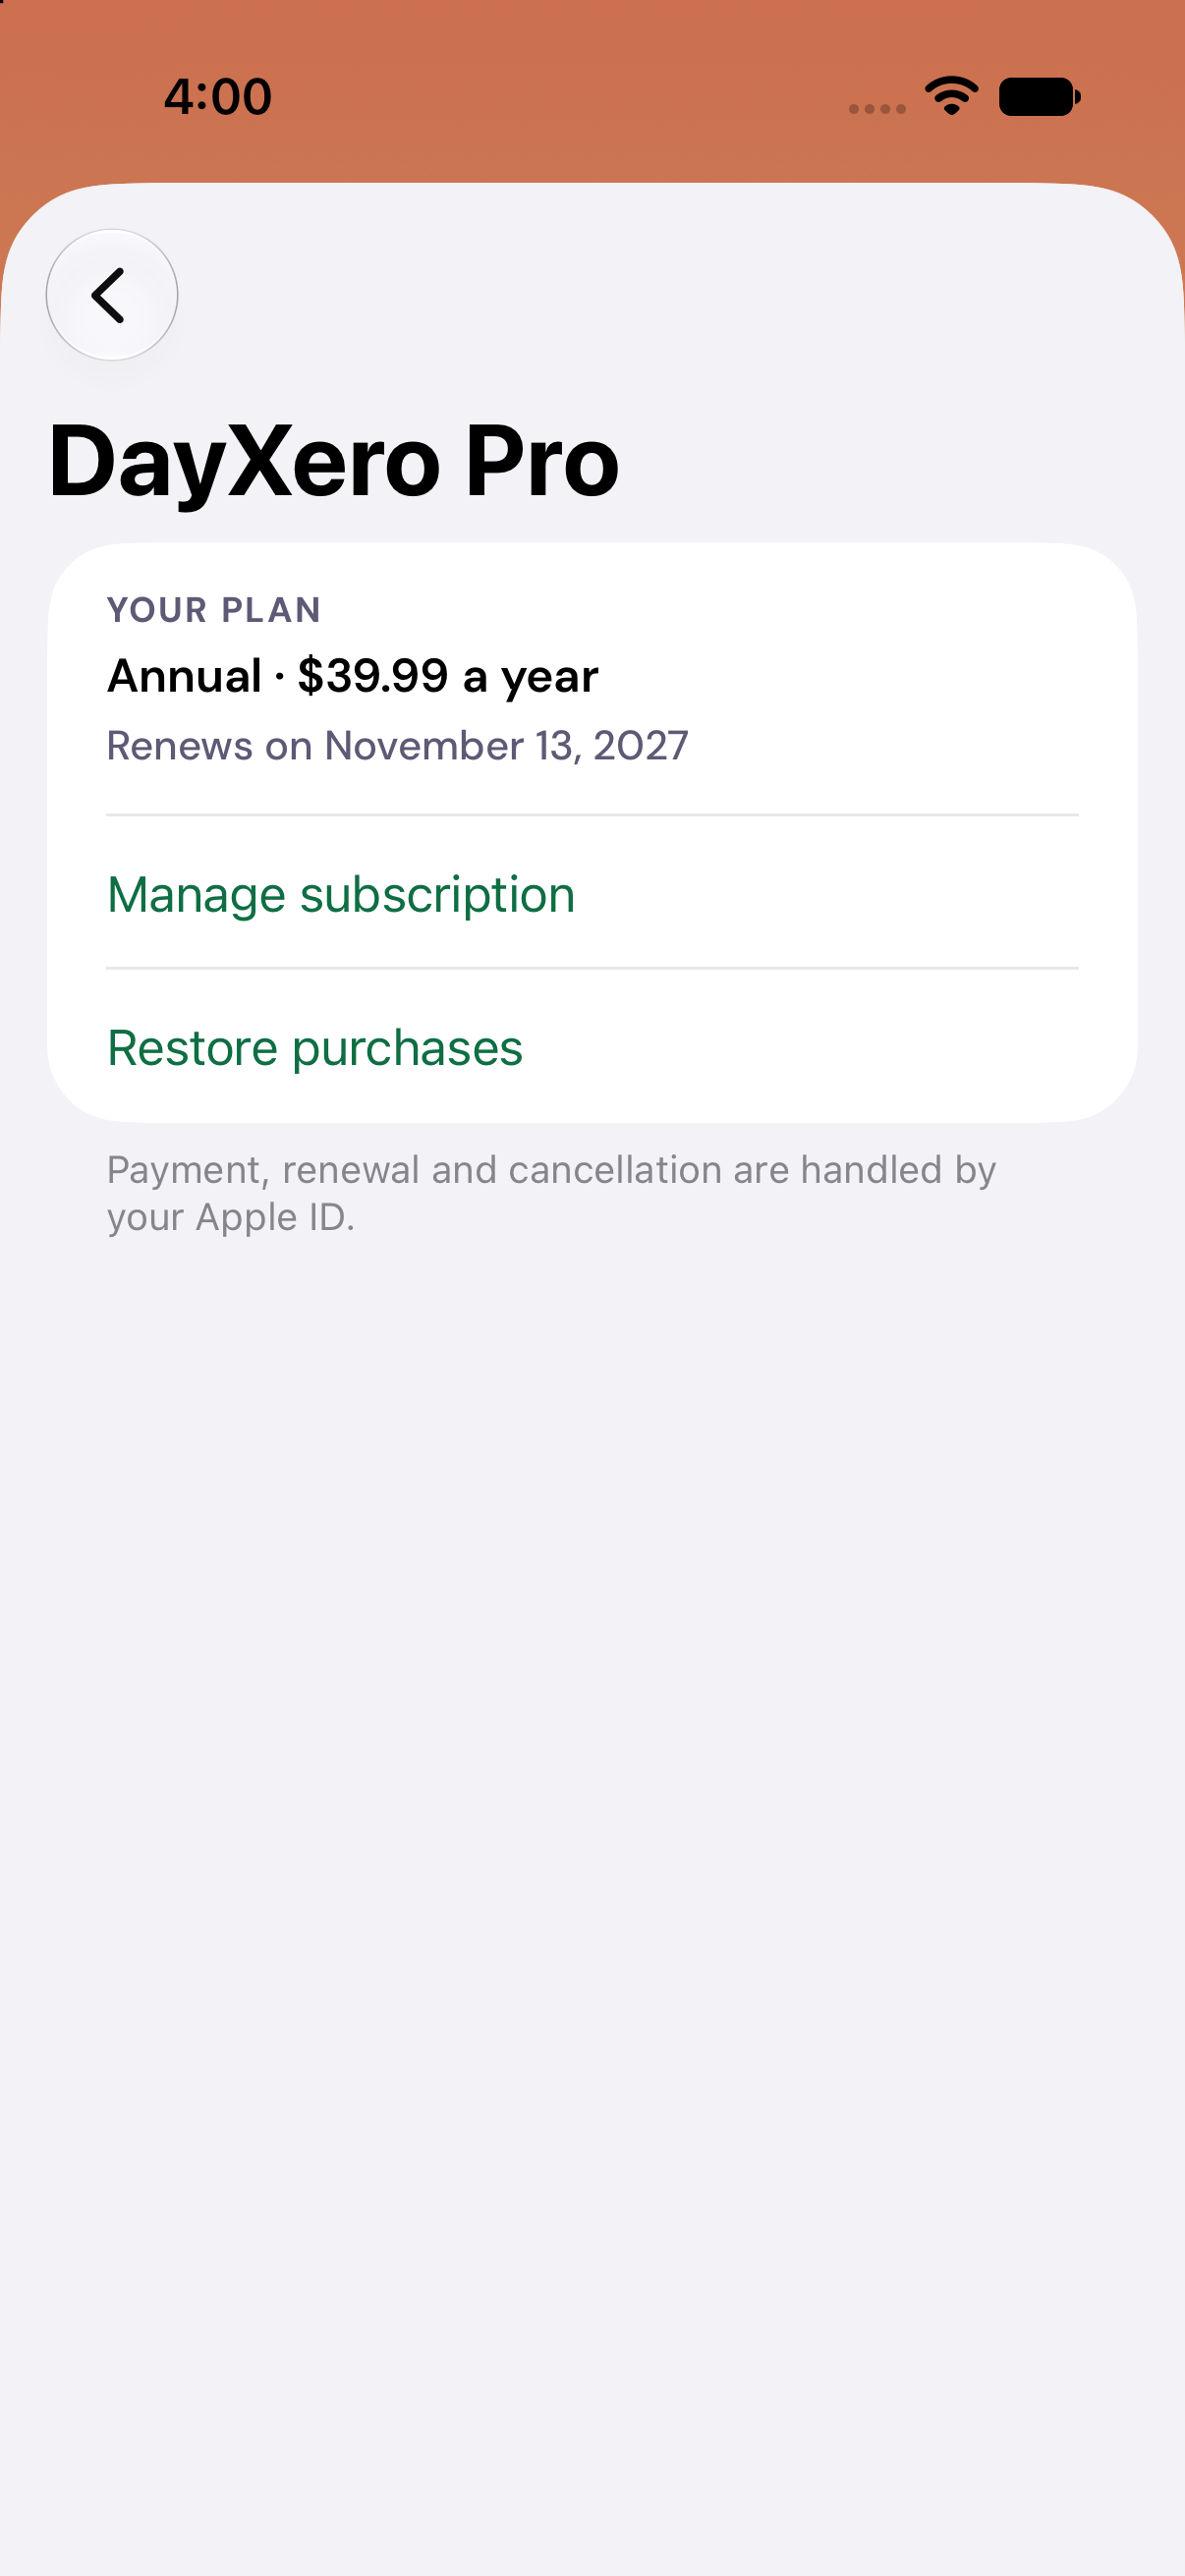 4:00
DayXero Pro
YOUR PLAN
Annual · $39.99 a year
Renews on November 13, 2027
Manage subscription
Restore purchases
Payment, renewal and cancellation are handled by
your Apple ID.